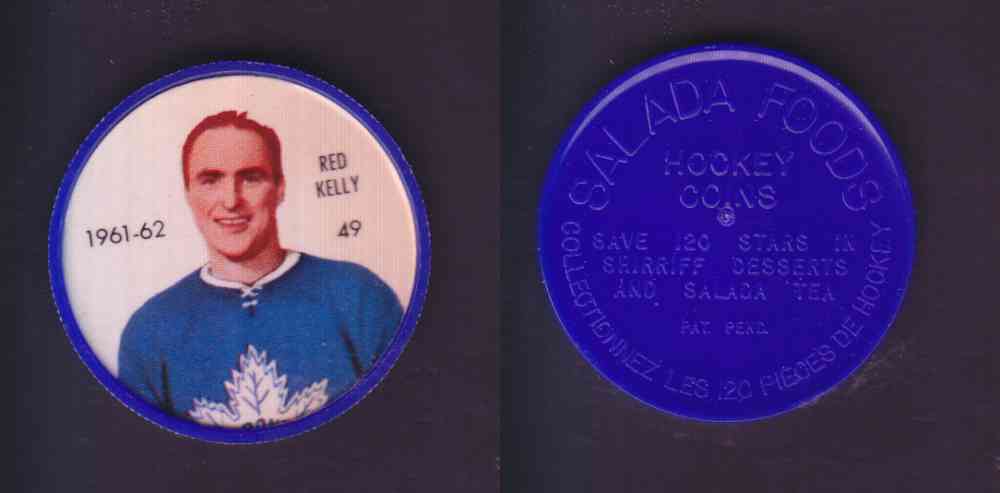 RED
KELLY
1961-62
49
SALADA FOODS
HOCKEY
COINS
SAVE 120 STARS IN
SHIRRIFF DESSERTS
AND SALADA TEA
PAT. PEND.
COLLECTIONNEZ LES 120 PIÈCES DE HOCKEY